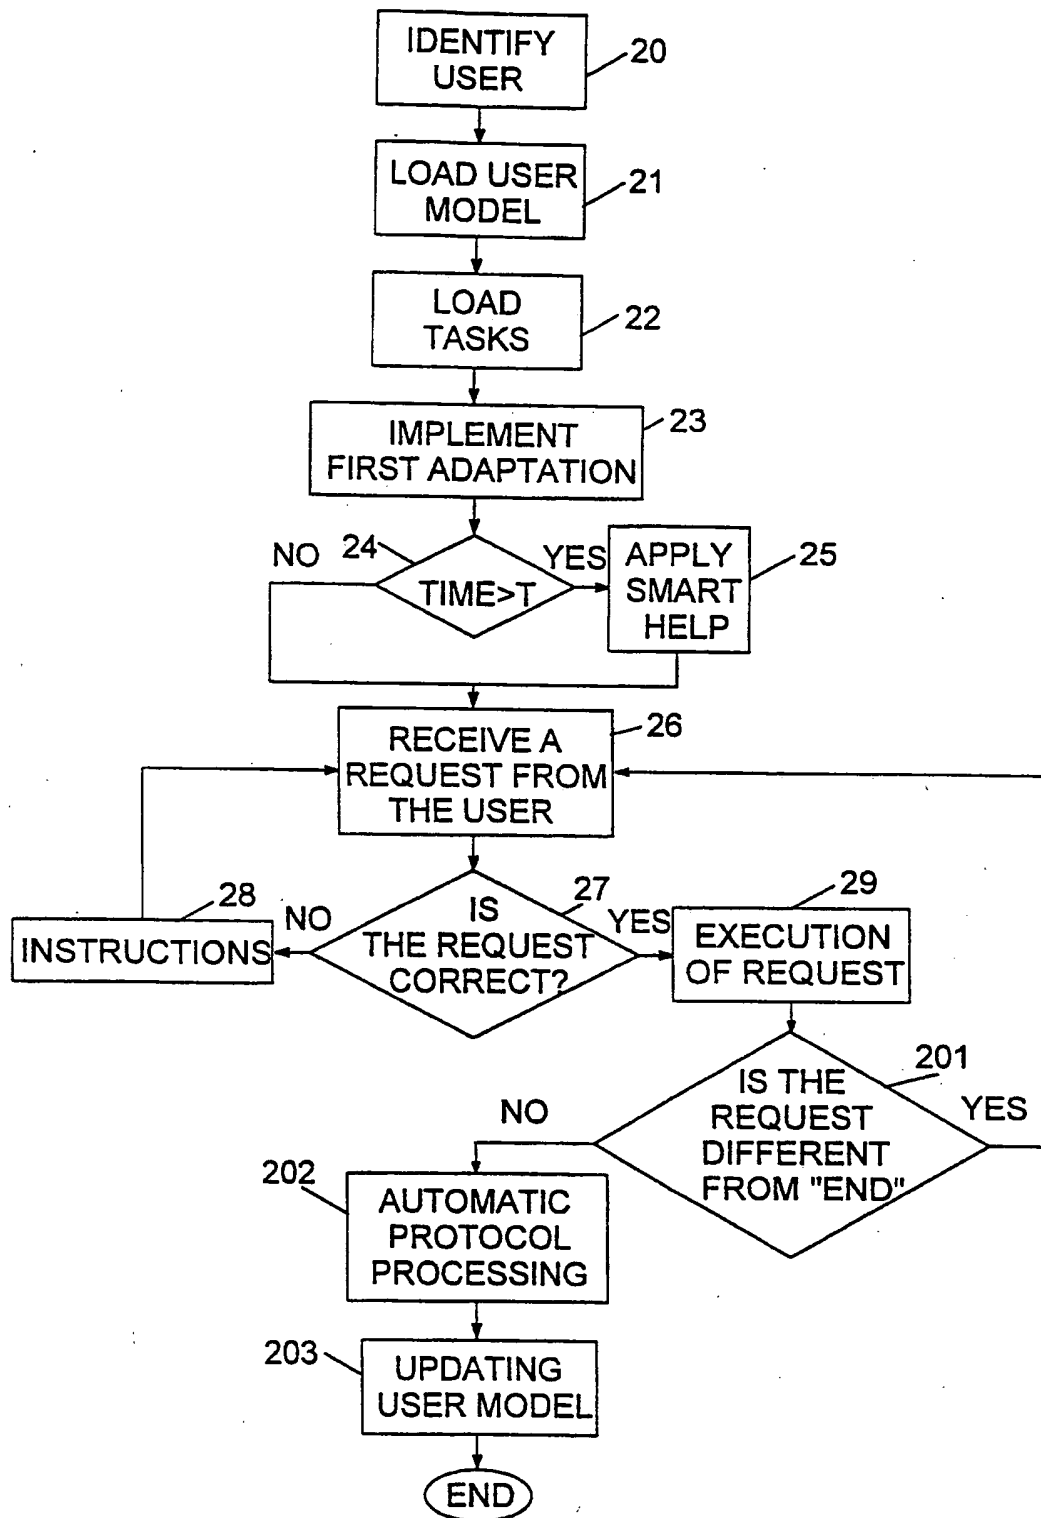 IDENTIFY
USER
20
LOAD USER
MODEL
21
LOAD
TASKS
22
IMPLEMENT
FIRST ADAPTATION
23
NO
24
YES
TIME>T
APPLY
SMART
HELP
25
RECEIVE A
REQUEST FROM
THE USER
26
28
INSTRUCTIONS
NO
IS
THE REQUEST
CORRECT?
27
YES
29
EXECUTION
OF REQUEST
201
IS THE
REQUEST
DIFFERENT
FROM "END"
YES
NO
202
AUTOMATIC
PROTOCOL
PROCESSING
203
UPDATING
USER MODEL
END